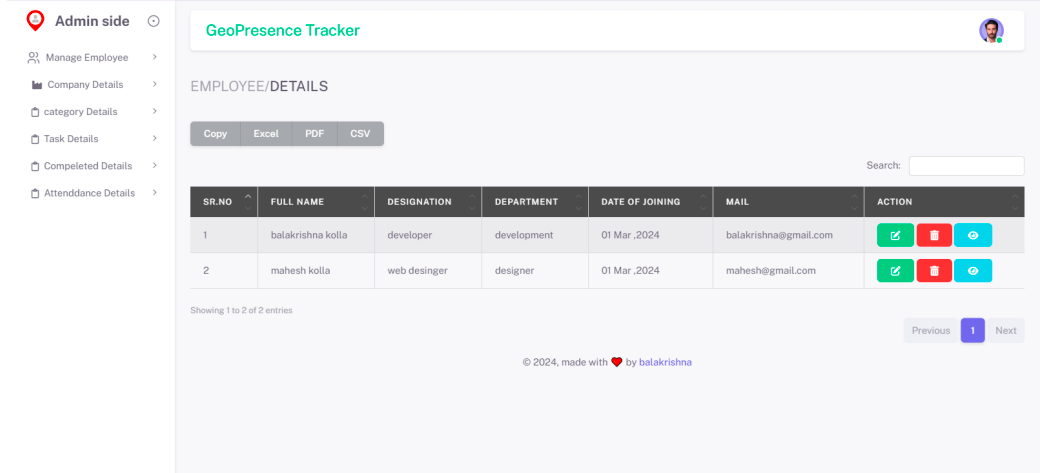 Admin side
Manage Employee
Company Details
category Details
Task Details
Compeleted Details
Attenddance Details
GeoPresence Tracker
EMPLOYEE/DETAILS
Copy Excel PDF CSV
Search:
SR.NO FULL NAME DESIGNATION DEPARTMENT DATE OF JOINING MAIL ACTION
1 balakrishna kolla developer development 01 Mar ,2024 balakrishna@gmail.com
2 mahesh kolla web desinger designer 01 Mar ,2024 mahesh@gmail.com
Showing 1 to 2 of 2 entries
Previous 1 Next
© 2024, made with ❤ by balakrishna